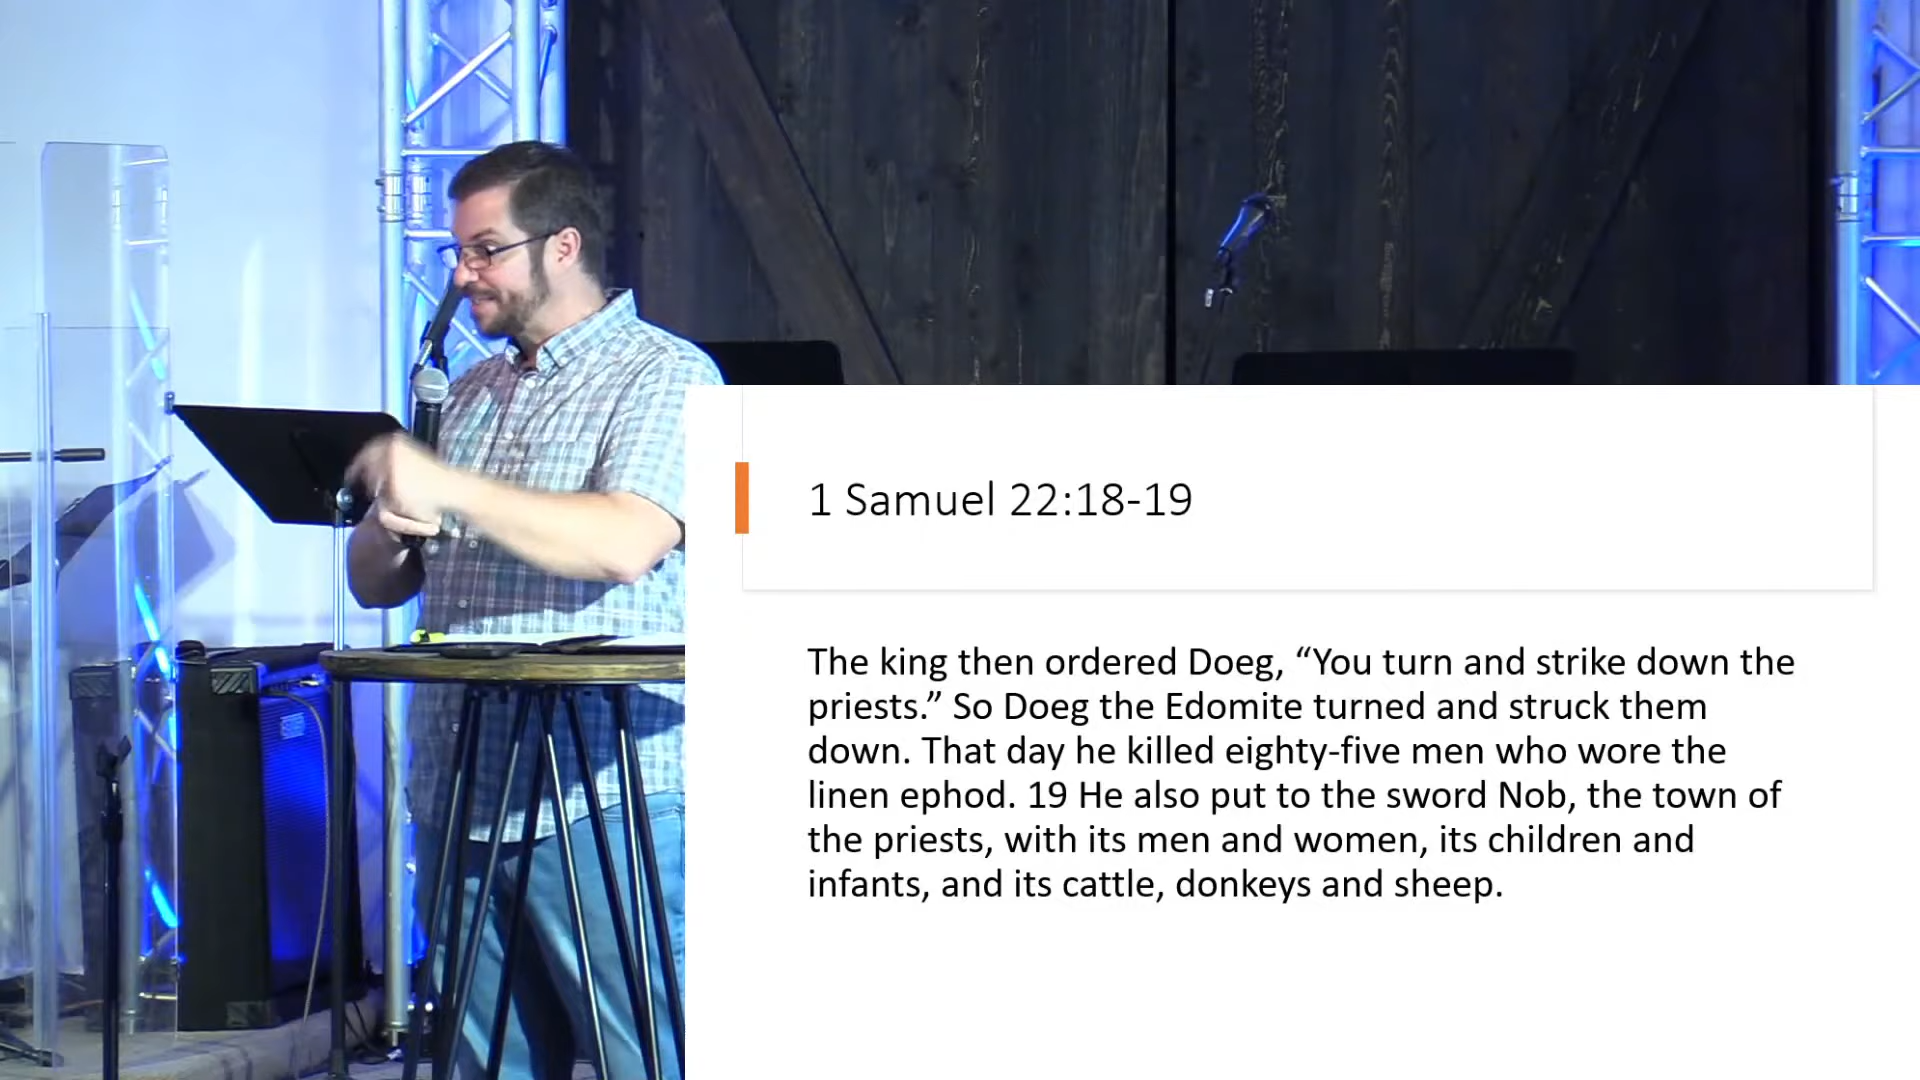 1 Samuel 22:18-19
The king then ordered Doeg, “You turn and strike down the
priests.” So Doeg the Edomite turned and struck them
down. That day he killed eighty-five men who wore the
linen ephod. 19 He also put to the sword Nob, the town of
the priests, with its men and women, its children and
infants, and its cattle, donkeys and sheep.